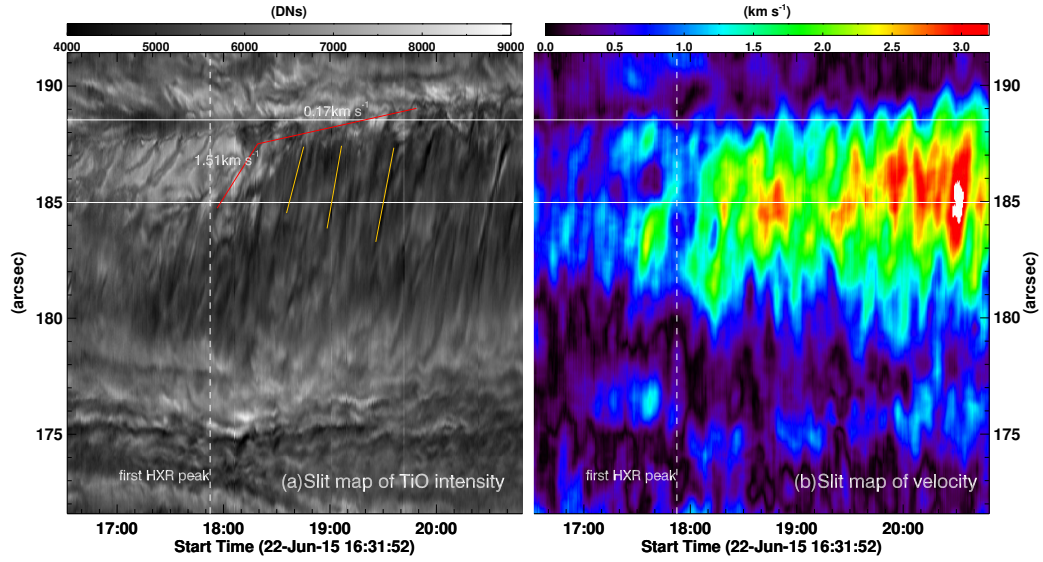 (DNs)
4000 5000 6000 7000 8000 9000
190
185
180
175
(arcsec)
0.17km s⁻¹
1.51km s⁻¹
first HXR peak
(a)Slit map of TiO intensity
17:00 18:00 19:00 20:00
Start Time (22-Jun-15 16:31:52)
(km s⁻¹)
0.0 0.5 1.0 1.5 2.0 2.5 3.0
190
185
180
175
(arcsec)
first HXR peak
(b)Slit map of velocity
17:00 18:00 19:00 20:00
Start Time (22-Jun-15 16:31:52)